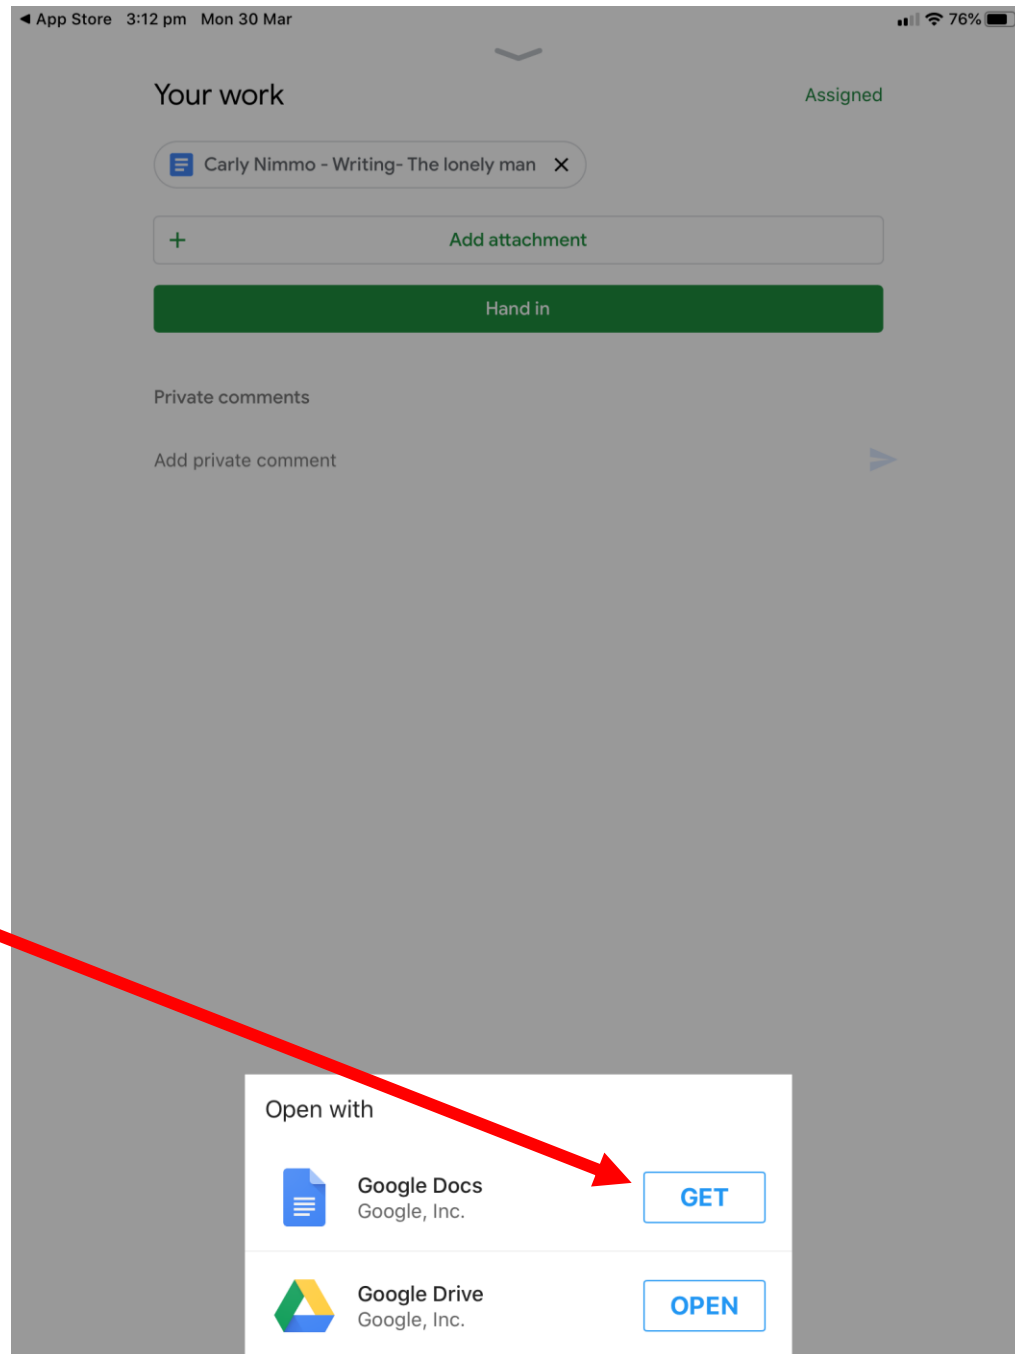 App Store 3:12 pm Mon 30 Mar 76%
Your work Assigned
Carly Nimmo - Writing- The lonely man
Add attachment
Hand in
Private comments
Add private comment
Open with
Google Docs
Google, Inc.
GET
Google Drive
Google, Inc.
OPEN